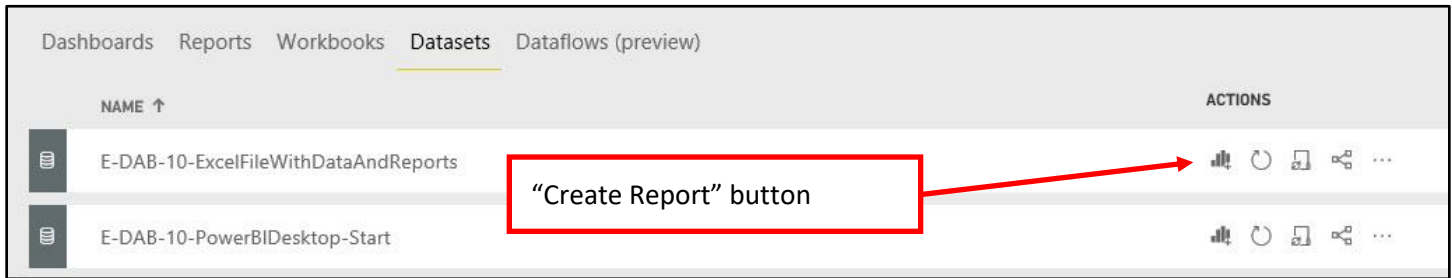 Dashboards Reports Workbooks Datasets Dataflows (preview)
NAME ↑ ACTIONS
E-DAB-10-ExcelFileWithDataAndReports
“Create Report” button
E-DAB-10-PowerBIDesktop-Start